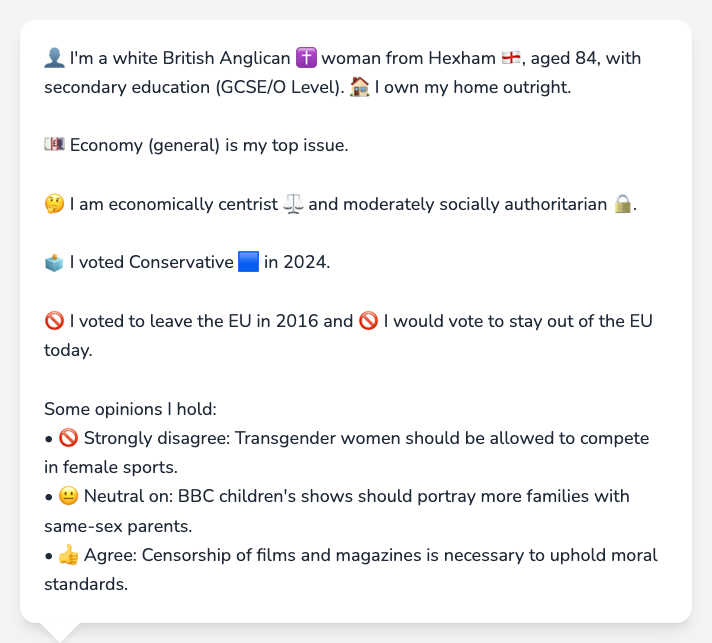 👤 I'm a white British Anglican ✝️ woman from Hexham 🏴󠁧󠁢󠁥󠁮󠁧󠁿, aged 84, with
secondary education (GCSE/O Level). 🏠 I own my home outright.
💷 Economy (general) is my top issue.
🤔 I am economically centrist ⚖️ and moderately socially authoritarian 🔒.
🗳️ I voted Conservative 🟦 in 2024.
🚫 I voted to leave the EU in 2016 and 🚫 I would vote to stay out of the EU
today.
Some opinions I hold:
• 🚫 Strongly disagree: Transgender women should be allowed to compete
in female sports.
• 😐 Neutral on: BBC children's shows should portray more families with
same-sex parents.
• 👍 Agree: Censorship of films and magazines is necessary to uphold moral
standards.